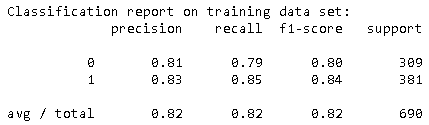 Classification report on training data set:
precision recall f1-score support
0 0.81 0.79 0.80 309
1 0.83 0.85 0.84 381
avg / total 0.82 0.82 0.82 690